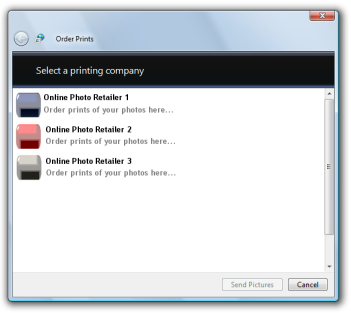 Order Prints
Select a printing company
Online Photo Retailer 1
Order prints of your photos here...
Online Photo Retailer 2
Order prints of your photos here...
Online Photo Retailer 3
Order prints of your photos here...
Send Pictures Cancel